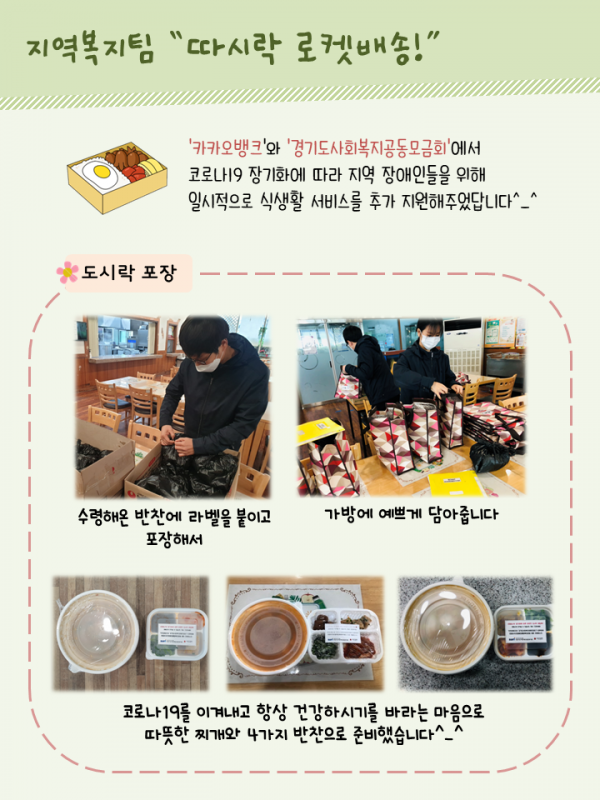 지역복지팀 “따시락 로켓배송!”
'카카오뱅크'와 '경기도사회복지공동모금회'에서
코로나19 장기화에 따라 지역 장애인들을 위해
일시적으로 식생활 서비스를 추가 지원해주었답니다^_^
도시락 포장
수령해온 반찬에 라벨을 붙이고
포장해서
가방에 예쁘게 담아줍니다
코로나19를 이겨내고 항상 건강하시기를 바라는 마음으로
따뜻한 찌개와 4가지 반찬으로 준비했습니다^_^